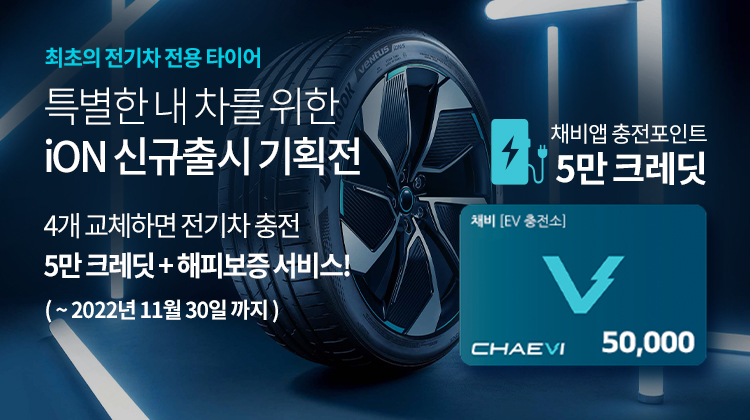 최초의 전기차 전용 타이어
특별한 내 차를 위한
iON 신규출시 기획전
4개 교체하면 전기차 충전
5만 크레딧 + 해피보증 서비스!
( ~ 2022년 11월 30일 까지 )
ventus
HANKOOK
채비앱 충전포인트
5만 크레딧
채비 [EV 충전소]
CHAEVI
50,000